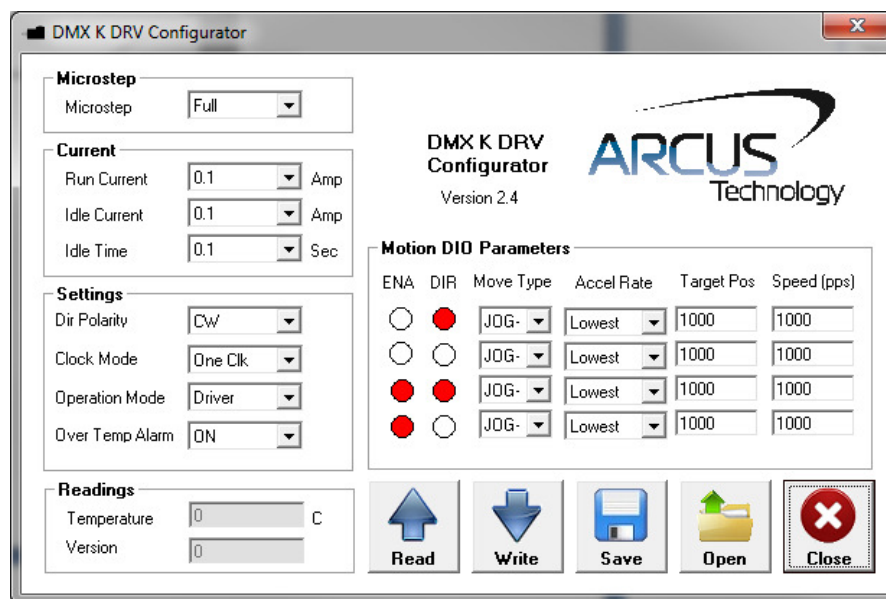 DMX K DRV Configurator
X
Microstep
Microstep Full
Current
Run Current 0.1 Amp
Idle Current 0.1 Amp
Idle Time 0.1 Sec
Settings
Dir Polarity CW
Clock Mode One Clk
Operation Mode Driver
Over Temp Alarm ON
Readings
Temperature 0 C
Version 0
DMX K DRV
Configurator
Version 2.4
ARCUS
Technology
Motion DIO Parameters
ENA DIR Move Type Accel Rate Target Pos Speed (pps)
JOG- Lowest 1000 1000
JOG- Lowest 1000 1000
JOG- Lowest 1000 1000
JOG- Lowest 1000 1000
Read Write Save Open Close